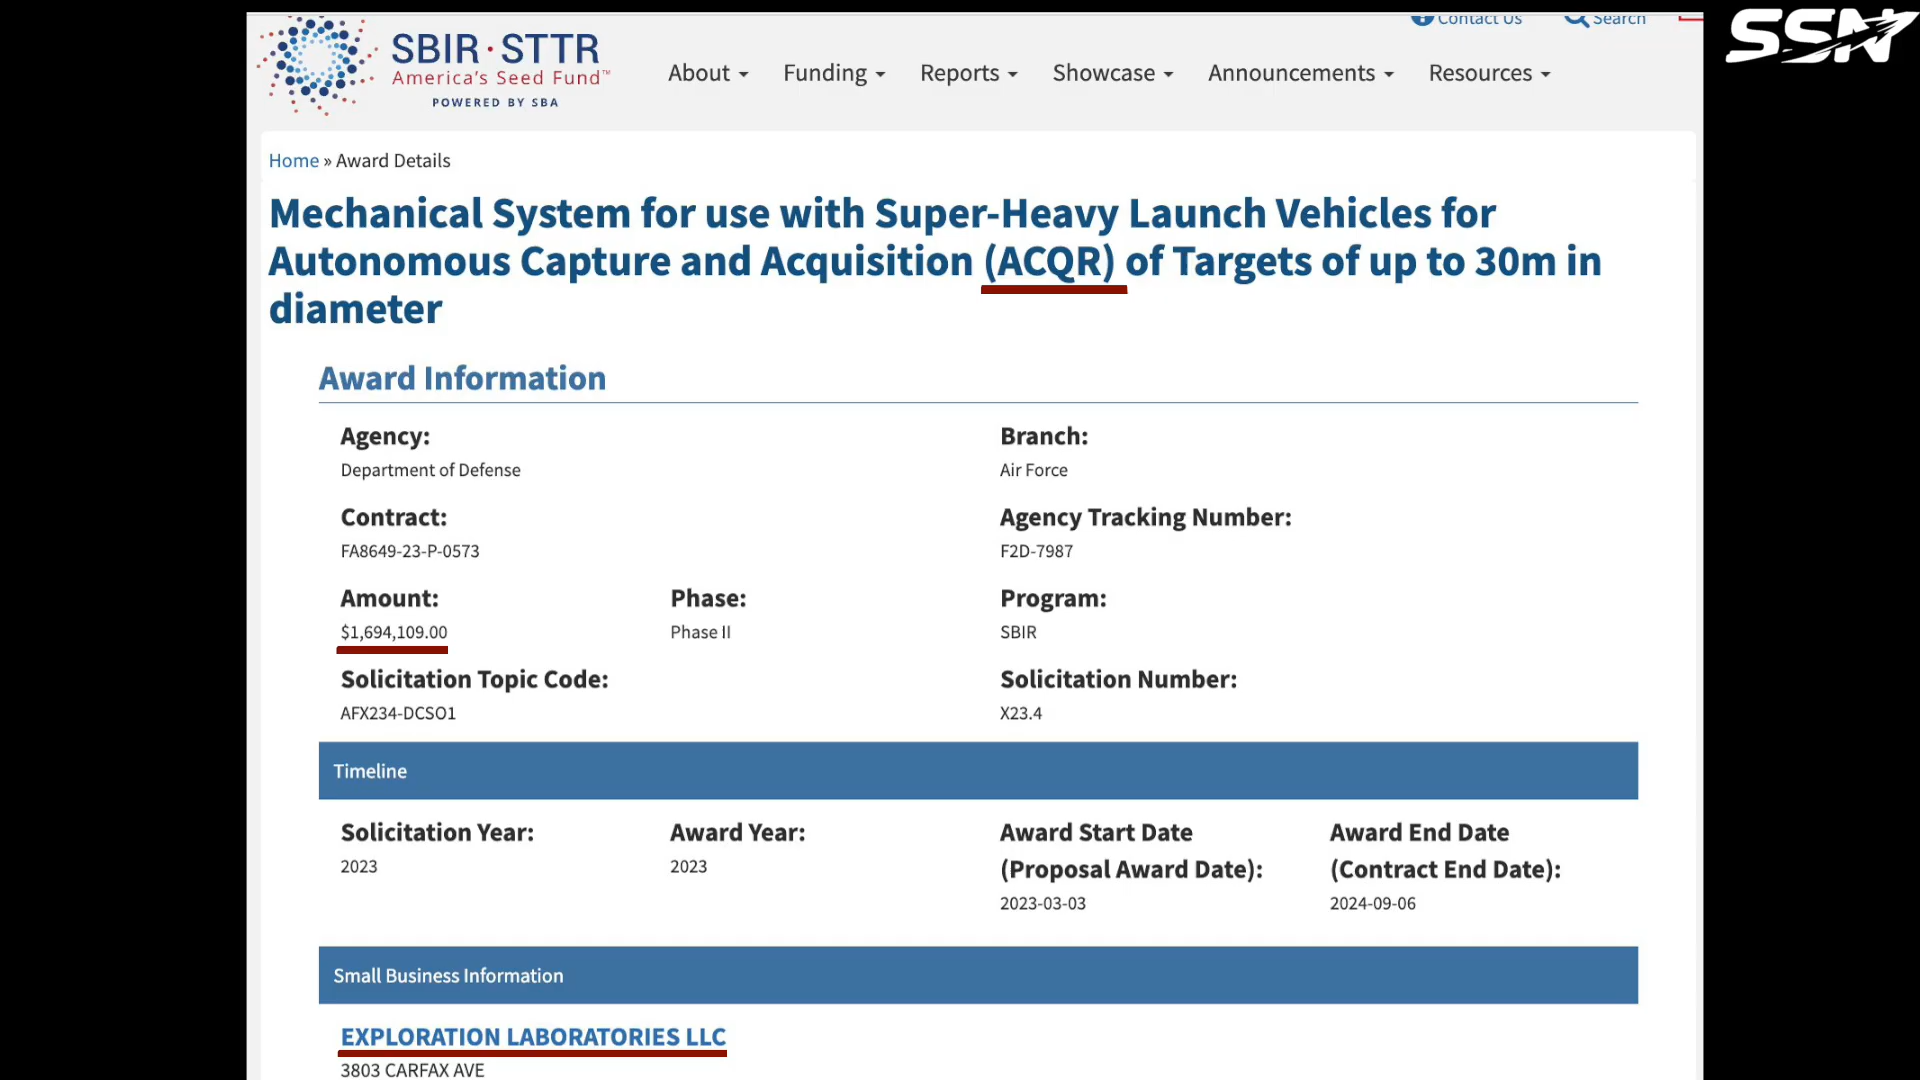 Contact Us
Search
SSN
SBIR·STTR
America's Seed Fund™
POWERED BY SBA
About
Funding
Reports
Showcase
Announcements
Resources
Home » Award Details
Mechanical System for use with Super-Heavy Launch Vehicles for
Autonomous Capture and Acquisition (ACQR) of Targets of up to 30m in
diameter
Award Information
Agency:
Department of Defense
Branch:
Air Force
Contract:
FA8649-23-P-0573
Agency Tracking Number:
F2D-7987
Amount:
$1,694,109.00
Phase:
Phase II
Program:
SBIR
Solicitation Topic Code:
AFX234-DCSO1
Solicitation Number:
X23.4
Timeline
Solicitation Year:
2023
Award Year:
2023
Award Start Date
(Proposal Award Date):
2023-03-03
Award End Date
(Contract End Date):
2024-09-06
Small Business Information
EXPLORATION LABORATORIES LLC
3803 CARFAX AVE